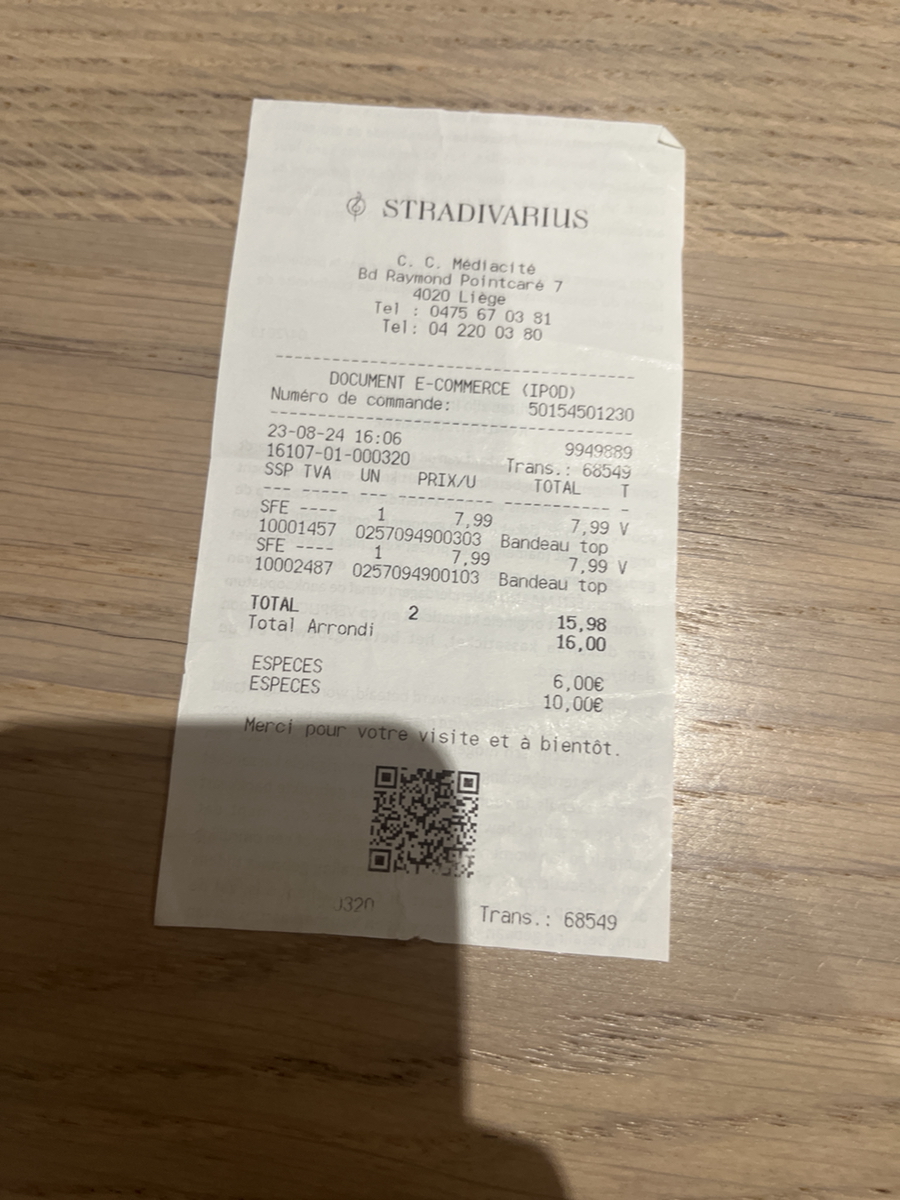 STRADIVARIUS
C. C. Médiacité
Bd Raymond Pointcaré 7
4020 Liège
Tel : 0475 67 03 81
Tel: 04 220 03 80
DOCUMENT E-COMMERCE (IPOD)
Numéro de commande: 50154501230
23-08-24 16:06 9949889
16107-01-000320 Trans.: 68549
SSP TVA UN PRIX/U TOTAL T
SFE ---- 1 7,99 7,99 V
10001457 0257094900303 Bandeau top
SFE ---- 1 7,99 7,99 V
10002487 0257094900103 Bandeau top
TOTAL 2 15,98
Total Arrondi 16,00
ESPECES 6,00€
ESPECES 10,00€
Merci pour votre visite et à bientôt.
Trans.: 68549